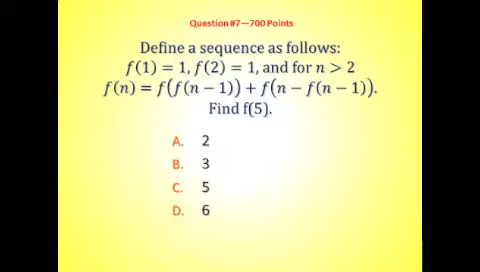 Question #7—700 Points
Define a sequence as follows:
f(1) = 1, f(2) = 1, and for n > 2
f(n) = f(f(n − 1)) + f(n − f(n − 1)).
Find f(5).
A. 2
B. 3
C. 5
D. 6